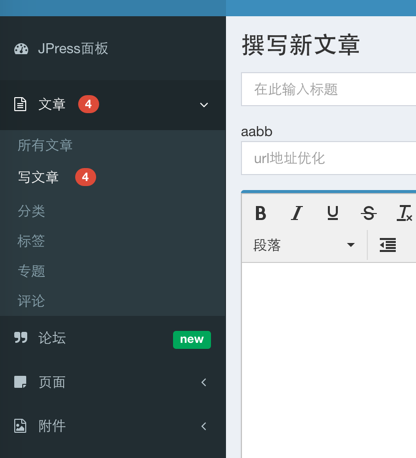 JPress面板
文章 4
所有文章
写文章 4
分类
标签
专题
评论
论坛 new
页面
附件
撰写新文章
在此输入标题
aabb
url地址优化
B I U S Tx
段落